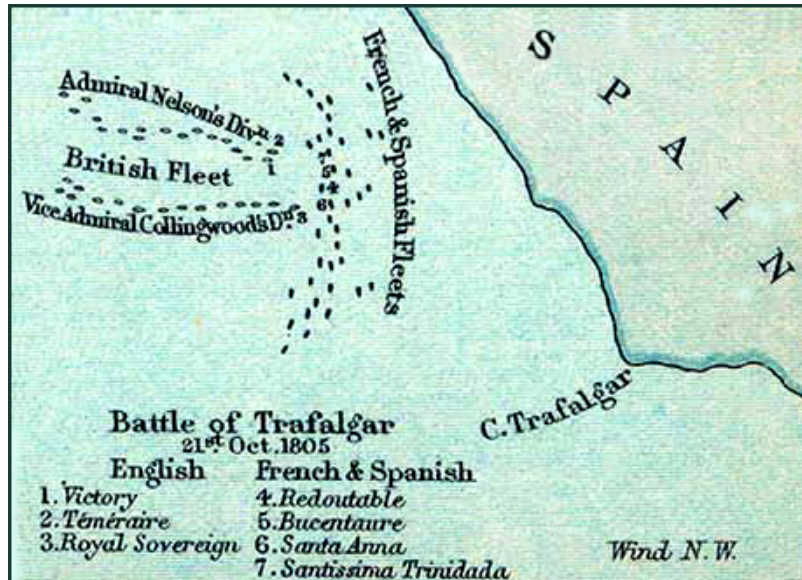 SPAIN
French & Spanish Fleets
Admiral Nelson's Divn. 2
1
British Fleet
Vice Admiral Collingwood's Dn. 3
7
5
4
6
C. Trafalgar
Battle of Trafalgar
21st Oct. 1805
English French & Spanish
1. Victory 4. Redoutable
2. Téméraire 5. Bucentaure
3. Royal Sovereign 6. Santa Anna
7. Santissima Trinidada
Wind N.W.